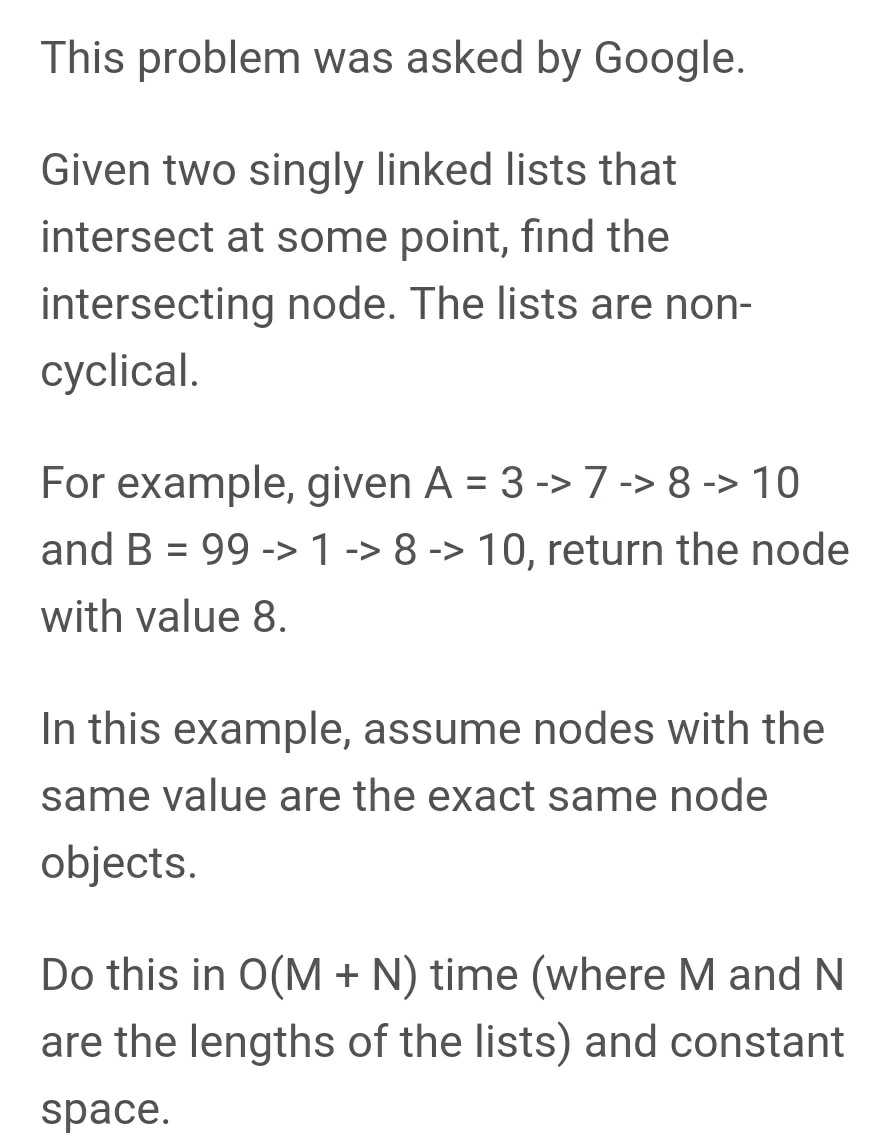 This problem was asked by Google.
Given two singly linked lists that
intersect at some point, find the
intersecting node. The lists are non-
cyclical.
For example, given A = 3 -> 7 -> 8 -> 10
and B = 99 -> 1 -> 8 -> 10, return the node
with value 8.
In this example, assume nodes with the
same value are the exact same node
objects.
Do this in O(M + N) time (where M and N
are the lengths of the lists) and constant
space.